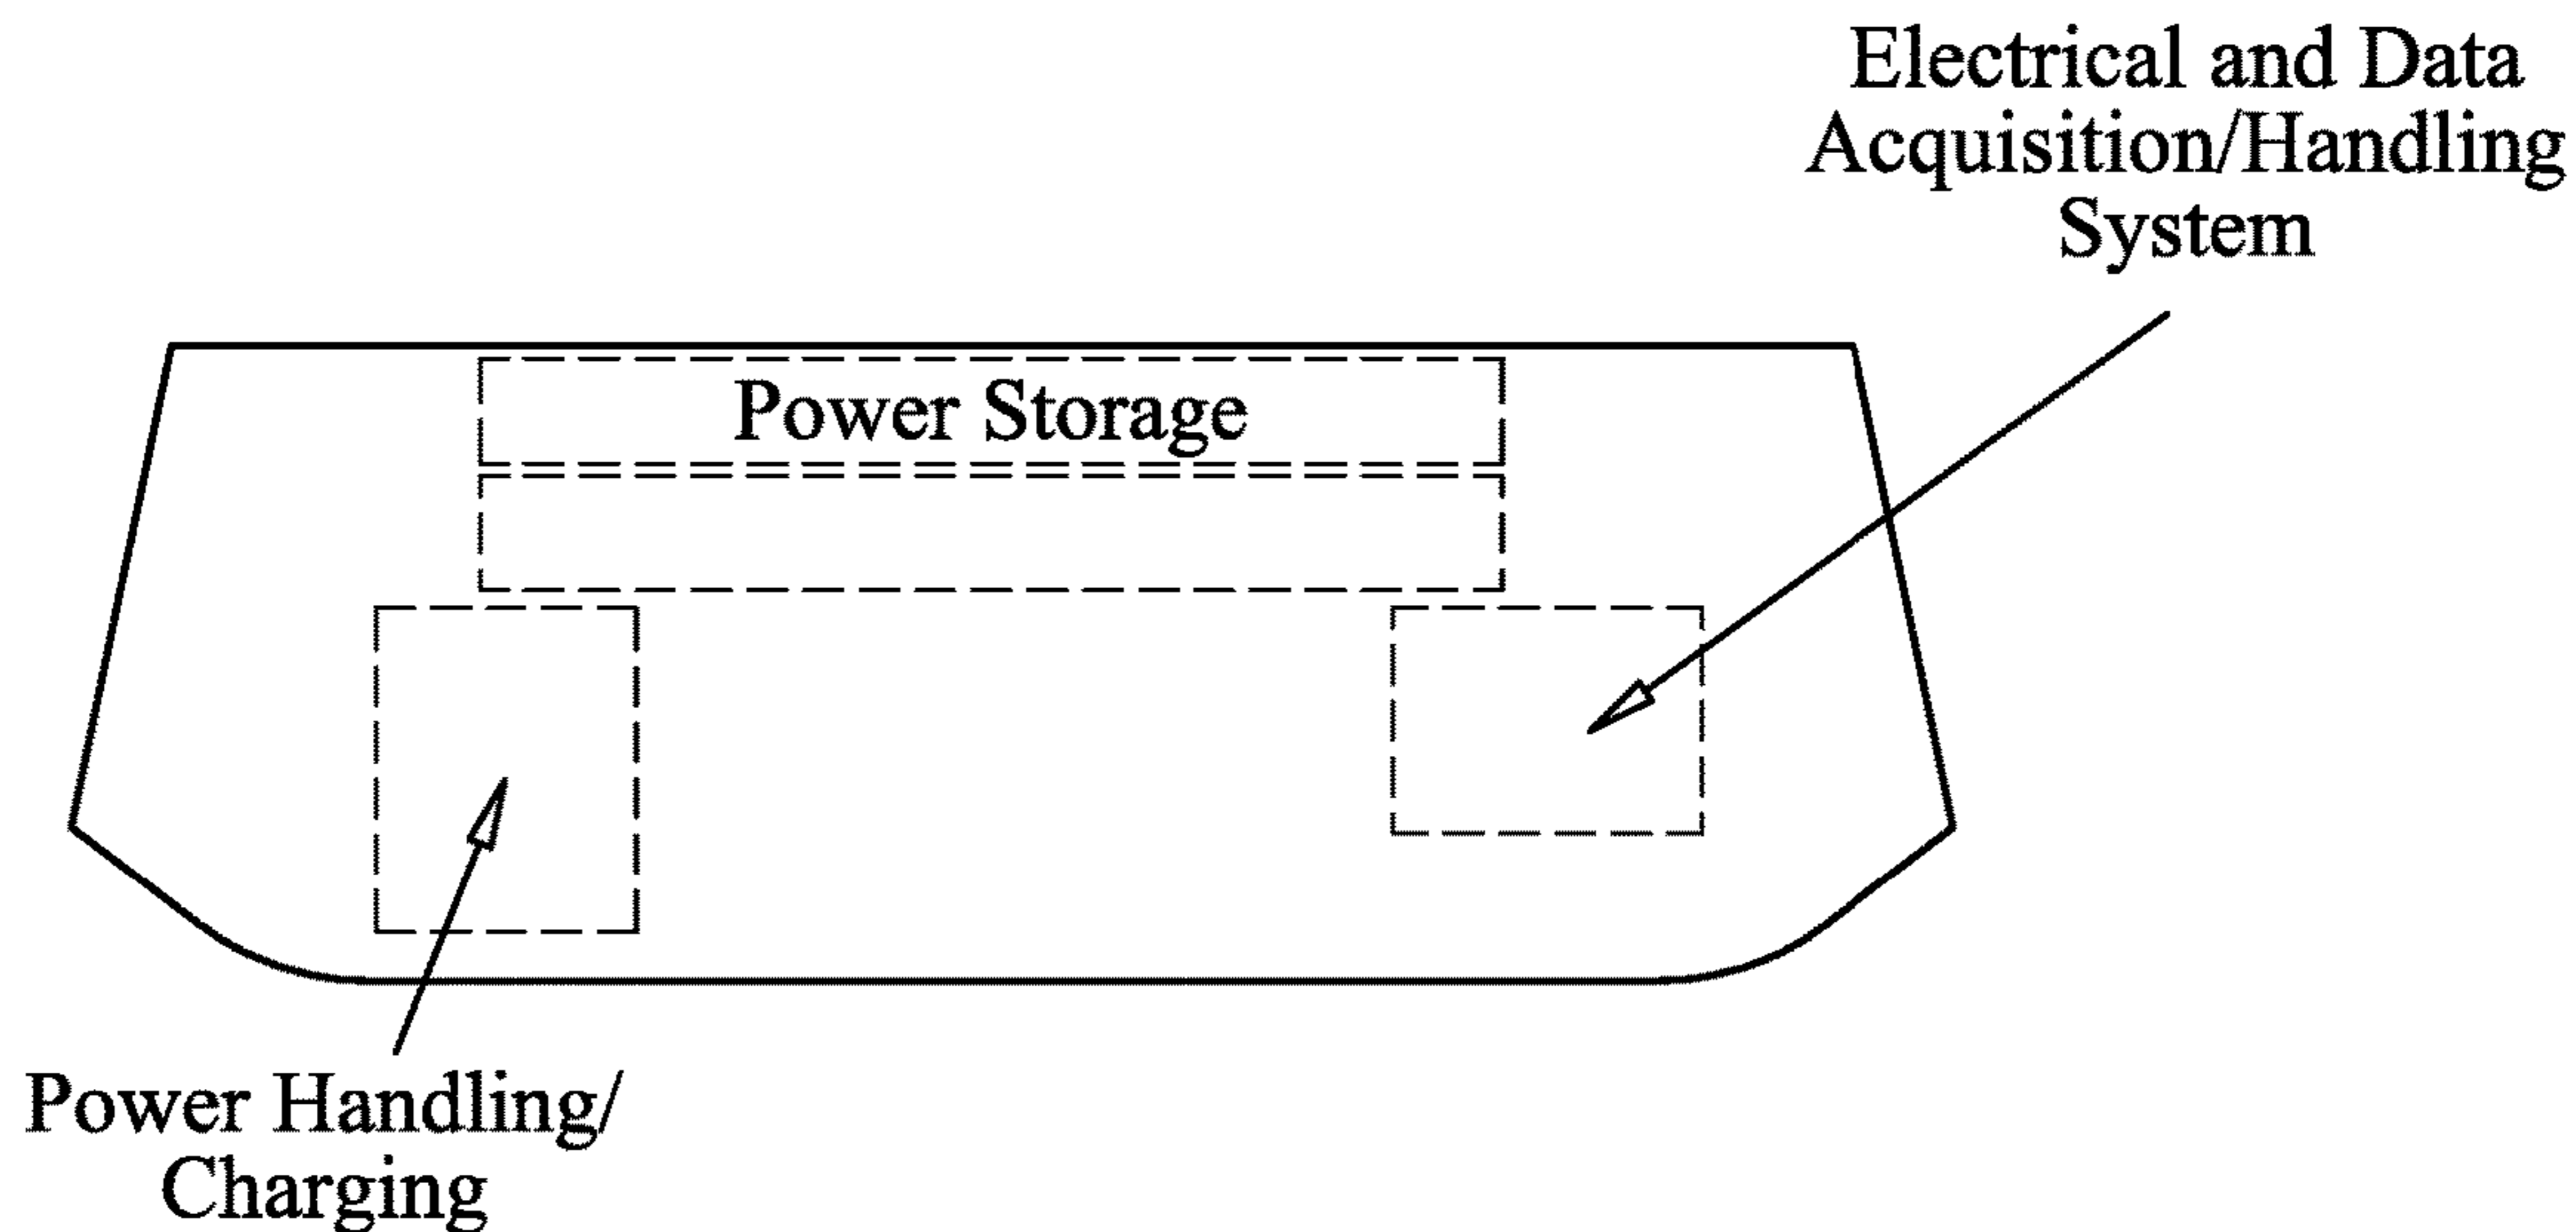 Electrical and Data
Acquisition/Handling
System
Power Storage
Power Handling/
Charging